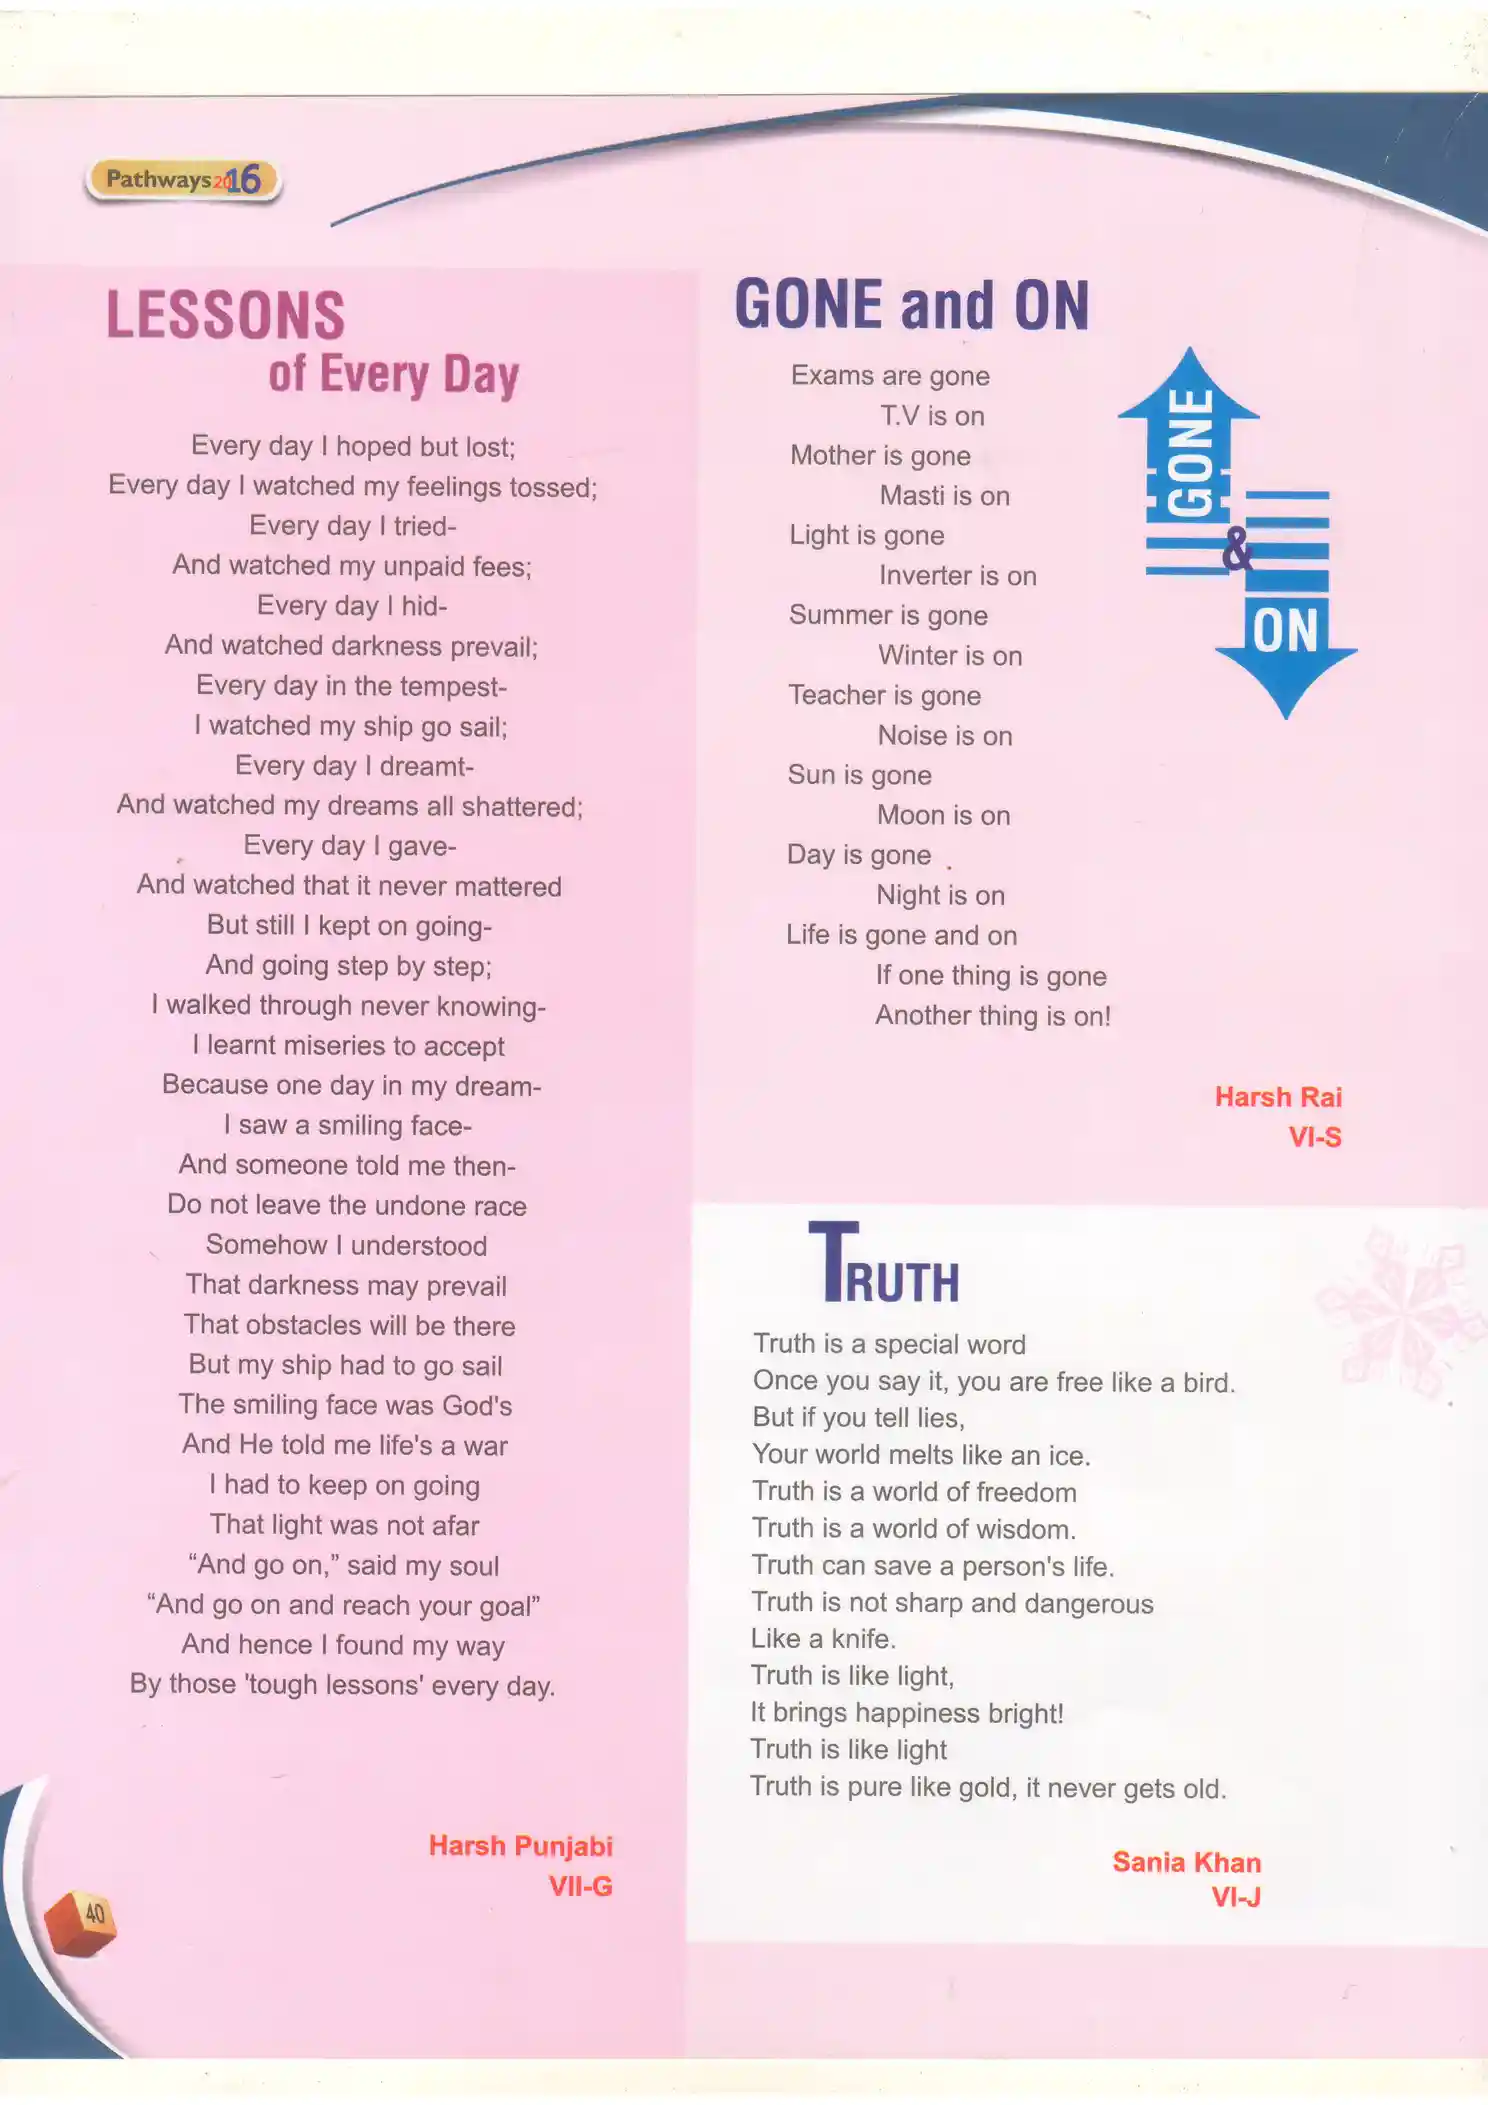 Pathways2016
LESSONS
of Every Day
Every day I hoped but lost;
Every day I watched my feelings tossed;
Every day I tried-
And watched my unpaid fees;
Every day I hid-
And watched darkness prevail;
Every day in the tempest-
I watched my ship go sail;
Every day I dreamt-
And watched my dreams all shattered;
Every day I gave-
And watched that it never mattered
But still I kept on going-
And going step by step;
I walked through never knowing-
I learnt miseries to accept
Because one day in my dream-
I saw a smiling face-
And someone told me then-
Do not leave the undone race
Somehow I understood
That darkness may prevail
That obstacles will be there
But my ship had to go sail
The smiling face was God's
And He told me life's a war
I had to keep on going
That light was not afar
“And go on,” said my soul
“And go on and reach your goal”
And hence I found my way
By those 'tough lessons' every day.
Harsh Punjabi
VII-G
40
GONE and ON
Exams are gone
T.V is on
Mother is gone
Masti is on
Light is gone
Inverter is on
Summer is gone
Winter is on
Teacher is gone
Noise is on
Sun is gone
Moon is on
Day is gone
Night is on
Life is gone and on
If one thing is gone
Another thing is on!
GONE
&
ON
Harsh Rai
VI-S
TRUTH
Truth is a special word
Once you say it, you are free like a bird.
But if you tell lies,
Your world melts like an ice.
Truth is a world of freedom
Truth is a world of wisdom.
Truth can save a person's life.
Truth is not sharp and dangerous
Like a knife.
Truth is like light,
It brings happiness bright!
Truth is like light
Truth is pure like gold, it never gets old.
Sania Khan
VI-J